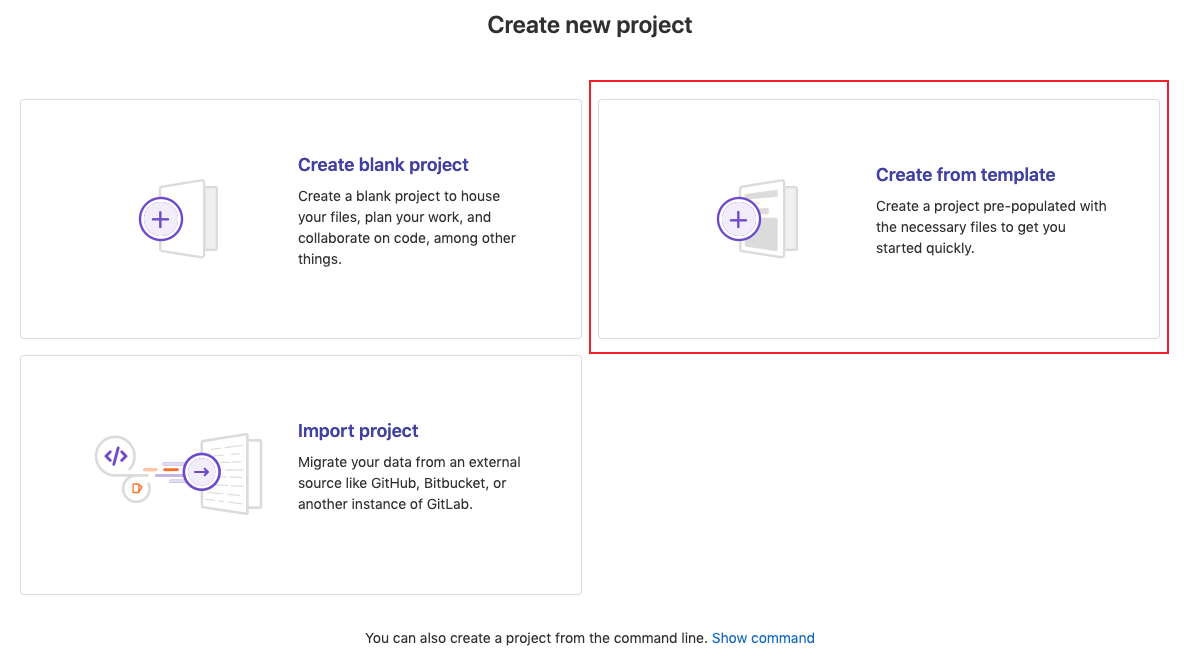 Create new project
Create blank project
Create a blank project to house
your files, plan your work, and
collaborate on code, among other
things.
Create from template
Create a project pre-populated with
the necessary files to get you
started quickly.
Import project
Migrate your data from an external
source like GitHub, Bitbucket, or
another instance of GitLab.
You can also create a project from the command line. Show command